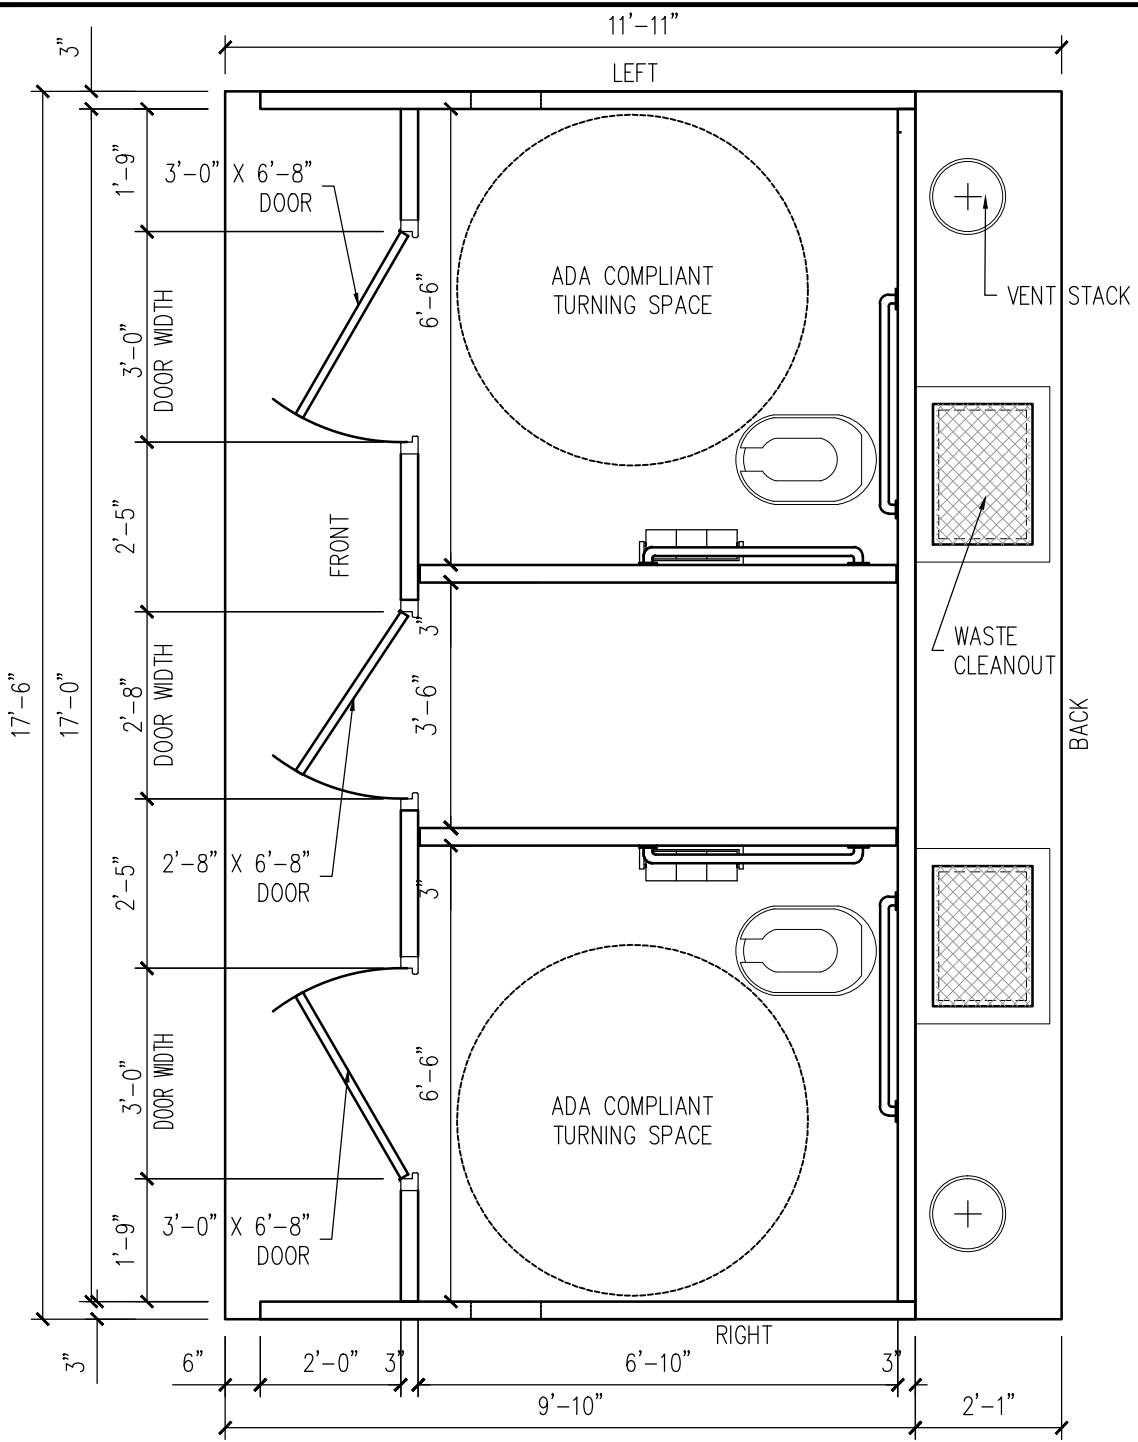 11'-11"
LEFT
3"
1'-9"
3'-0" X 6'-8"
DOOR
6'-6"
ADA COMPLIANT
TURNING SPACE
VENT STACK
3'-0"
DOOR WIDTH
2'-5"
FRONT
3"
WASTE
CLEANOUT
17'-6"
17'-0"
2'-8"
DOOR WIDTH
3'-6"
BACK
2'-8" X 6'-8"
DOOR
2'-5"
3"
3'-0"
DOOR WIDTH
6'-6"
ADA COMPLIANT
TURNING SPACE
1'-9"
3'-0" X 6'-8"
DOOR
RIGHT
3"
6"
2'-0"
3"
6'-10"
3"
9'-10"
2'-1"